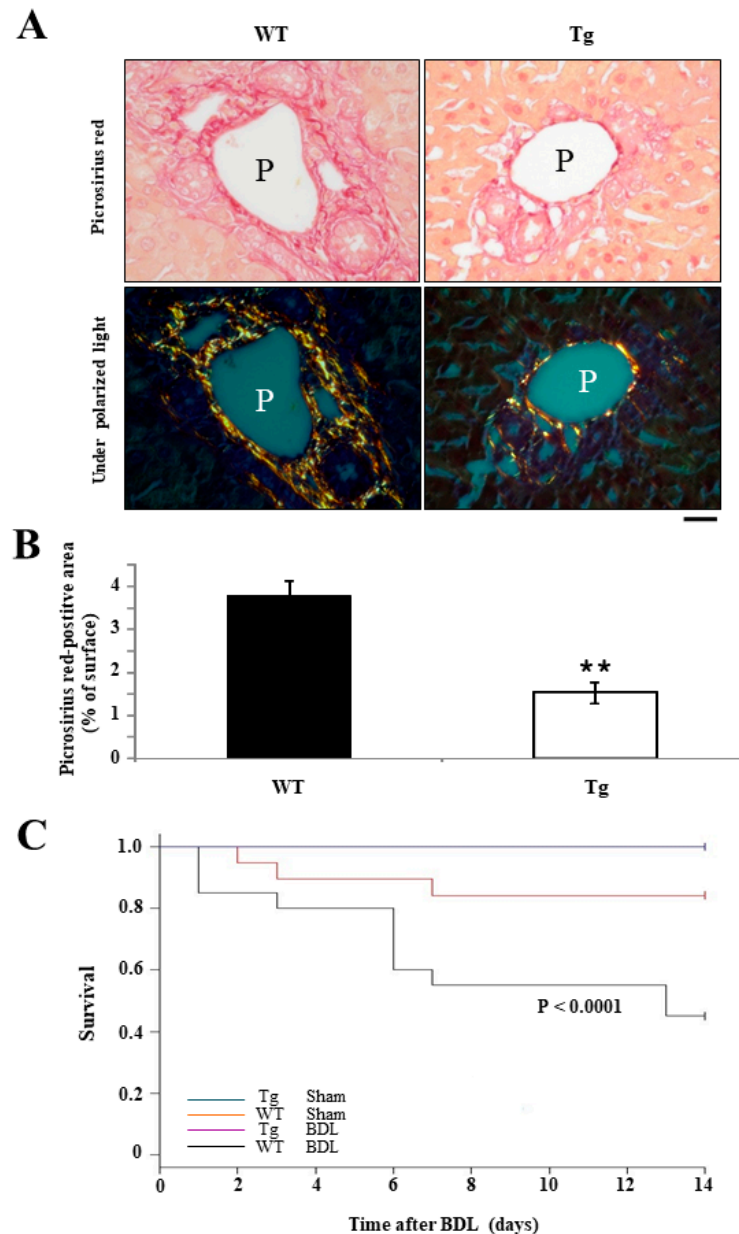 A
WT
Tg
Picrosirius red
P
P
Under polarized light
P
P
B
Picrosirius red-postitve area
(% of surface)
4
3
2
1
0
**
WT
Tg
C
Survival
1.0
0.8
0.6
0.4
0.2
0
P < 0.0001
Tg Sham
WT Sham
Tg BDL
WT BDL
0 2 4 6 8 10 12 14
Time after BDL (days)